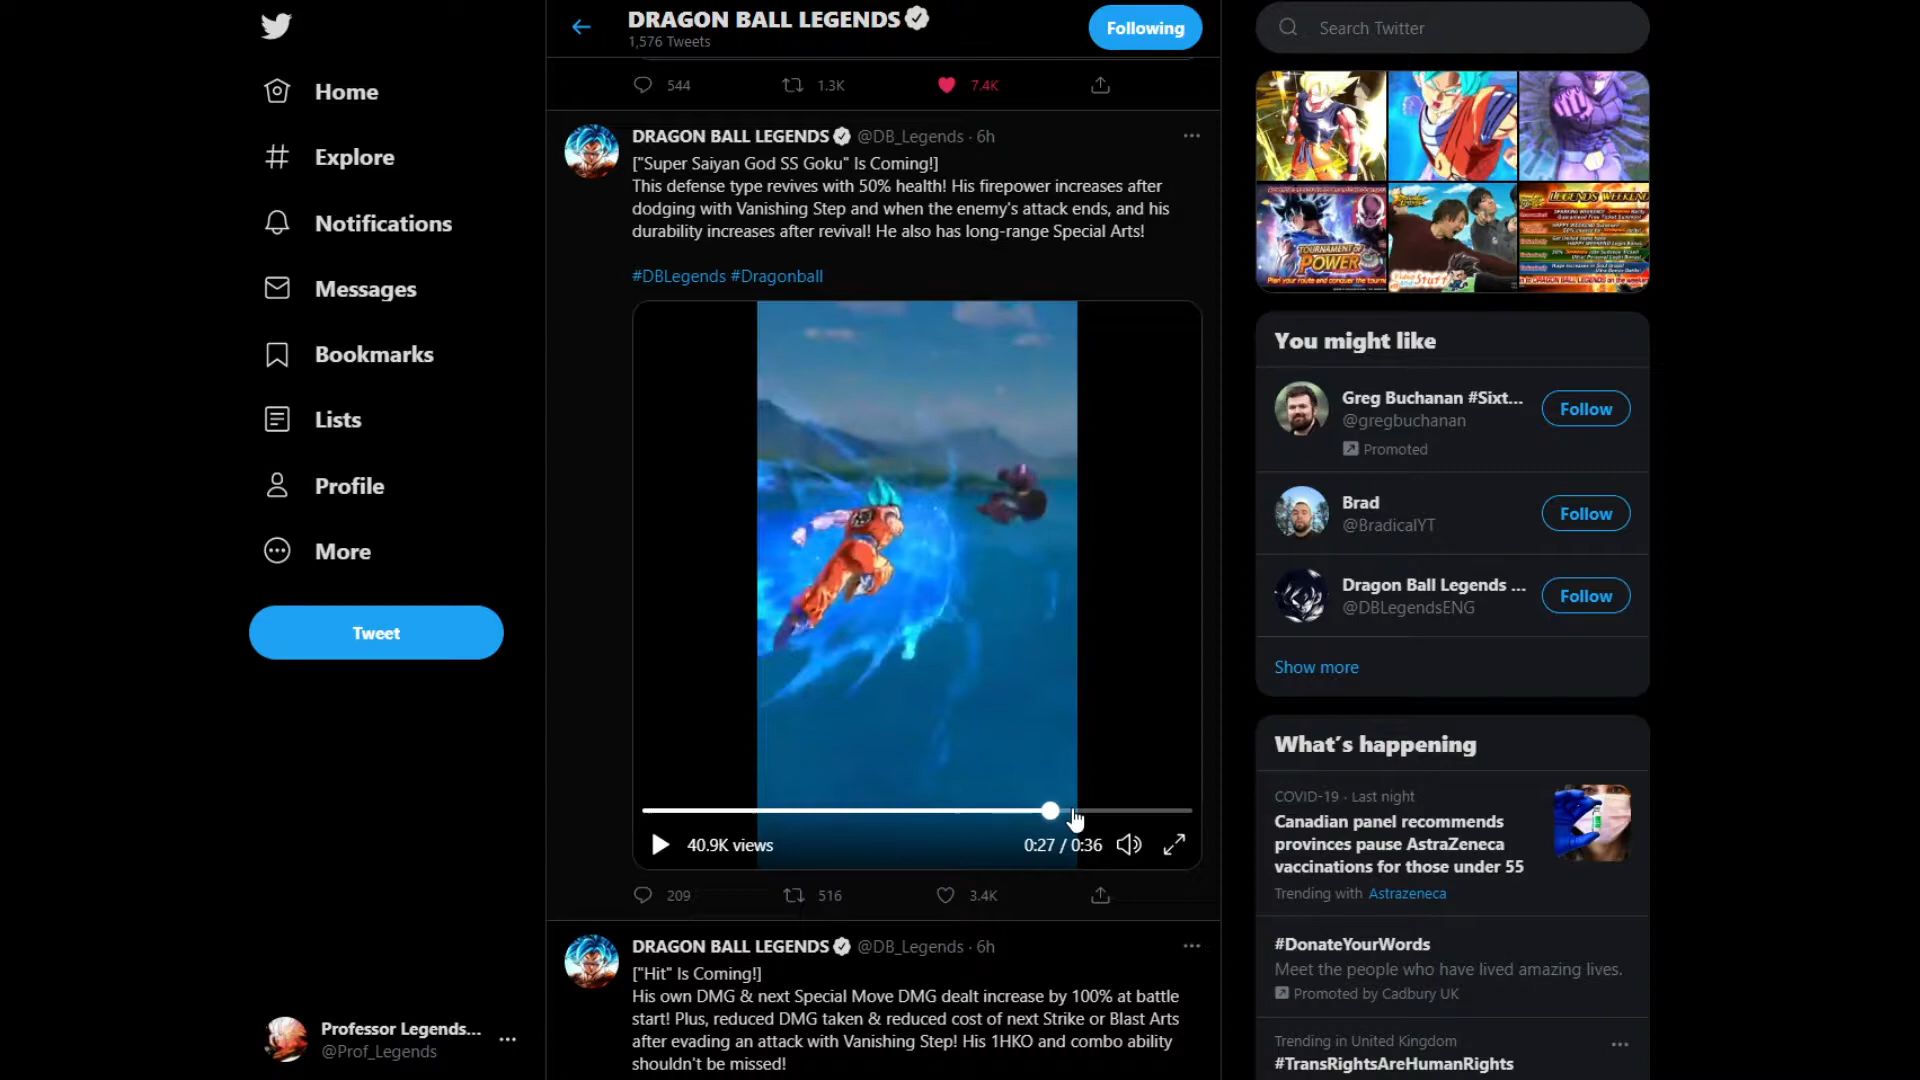 Home
Explore
Notifications
Messages
Bookmarks
Lists
Profile
More
Tweet
Professor Legends...
@Prof_Legends
DRAGON BALL LEGENDS
1,576 Tweets
Following
544
1.3K
7.4K
DRAGON BALL LEGENDS @DB_Legends · 6h
["Super Saiyan God SS Goku" Is Coming!]
This defense type revives with 50% health! His firepower increases after
dodging with Vanishing Step and when the enemy's attack ends, and his
durability increases after revival! He also has long-range Special Arts!
#DBLegends #Dragonball
40.9K views
0:27 / 0:36
209
516
3.4K
DRAGON BALL LEGENDS @DB_Legends · 6h
["Hit" Is Coming!]
His own DMG & next Special Move DMG dealt increase by 100% at battle
start! Plus, reduced DMG taken & reduced cost of next Strike or Blast Arts
after evading an attack with Vanishing Step! His 1HKO and combo ability
shouldn't be missed!
Search Twitter
TOURNAMENT OF
POWER
LEGENDS WEEKEND
You might like
Greg Buchanan #Sixt...
@gregbuchanan
Promoted
Follow
Brad
@BradicalYT
Follow
Dragon Ball Legends ...
@DBLegendsENG
Follow
Show more
What's happening
COVID-19 · Last night
Canadian panel recommends
provinces pause AstraZeneca
vaccinations for those under 55
Trending with Astrazeneca
#DonateYourWords
Meet the people who have lived amazing lives.
Promoted by Cadbury UK
Trending in United Kingdom
#TransRightsAreHumanRights